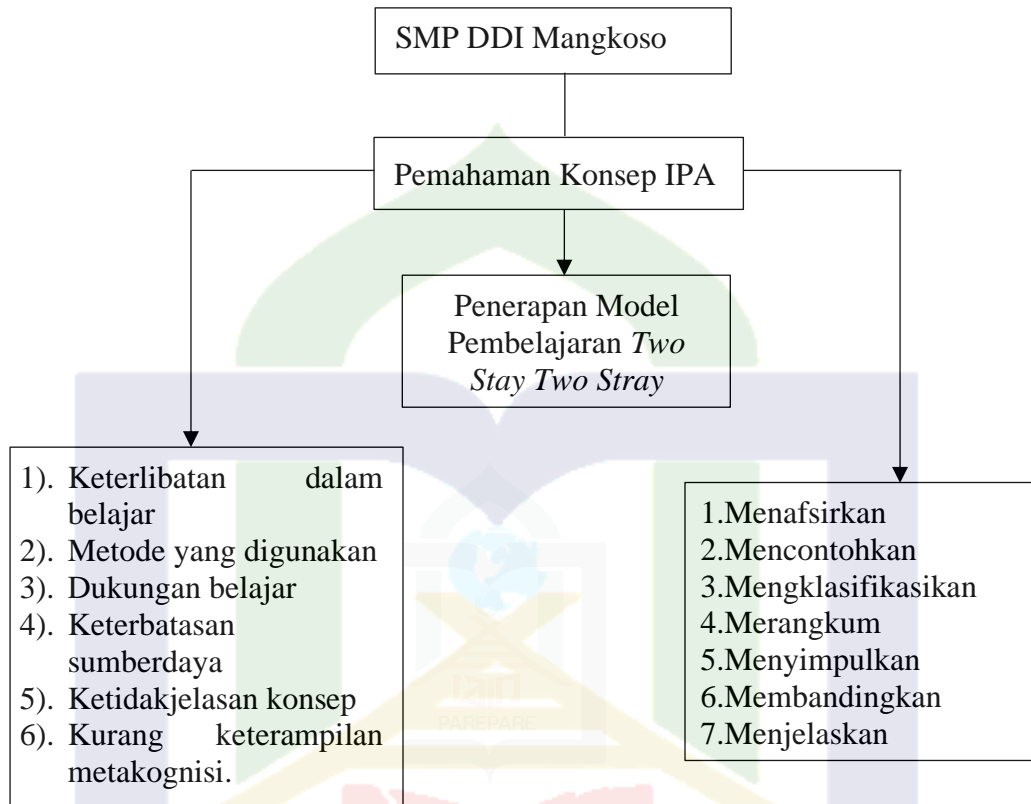 SMP DDI Mangkoso
Pemahaman Konsep IPA
Penerapan Model
Pembelajaran Two
Stay Two Stray
1). Keterlibatan dalam
belajar
2). Metode yang digunakan
3). Dukungan belajar
4). Keterbatasan
sumberdaya
5). Ketidakjelasan konsep
6). Kurang keterampilan
metakognisi.
1.Menafsirkan
2.Mencontohkan
3.Mengklasifikasikan
4.Merangkum
5.Menyimpulkan
6.Membandingkan
7.Menjelaskan
PAREPARE